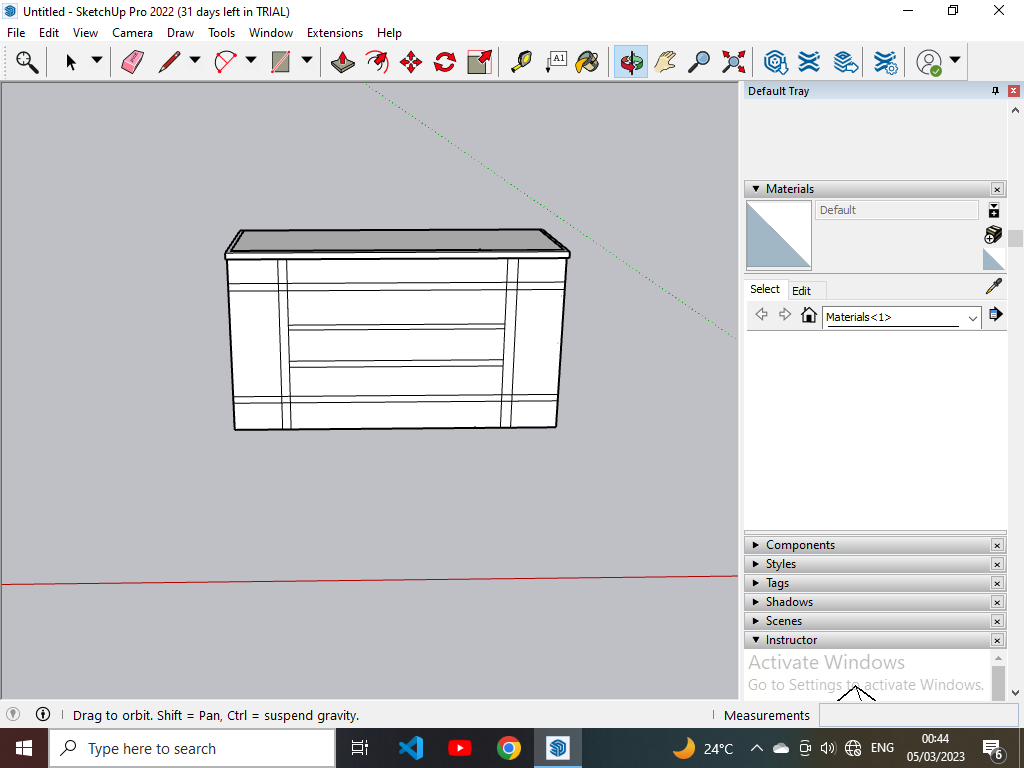 Untitled - SketchUp Pro 2022 (31 days left in TRIAL)
File Edit View Camera Draw Tools Window Extensions Help
A1
Default Tray
Materials
Default
Select Edit
Materials<1>
Components
Styles
Tags
Shadows
Scenes
Instructor
Activate Windows
Go to Settings to activate Windows.
Drag to orbit. Shift = Pan, Ctrl = suspend gravity.
Measurements
Type here to search
24°C
ENG
00:44
05/03/2023
6